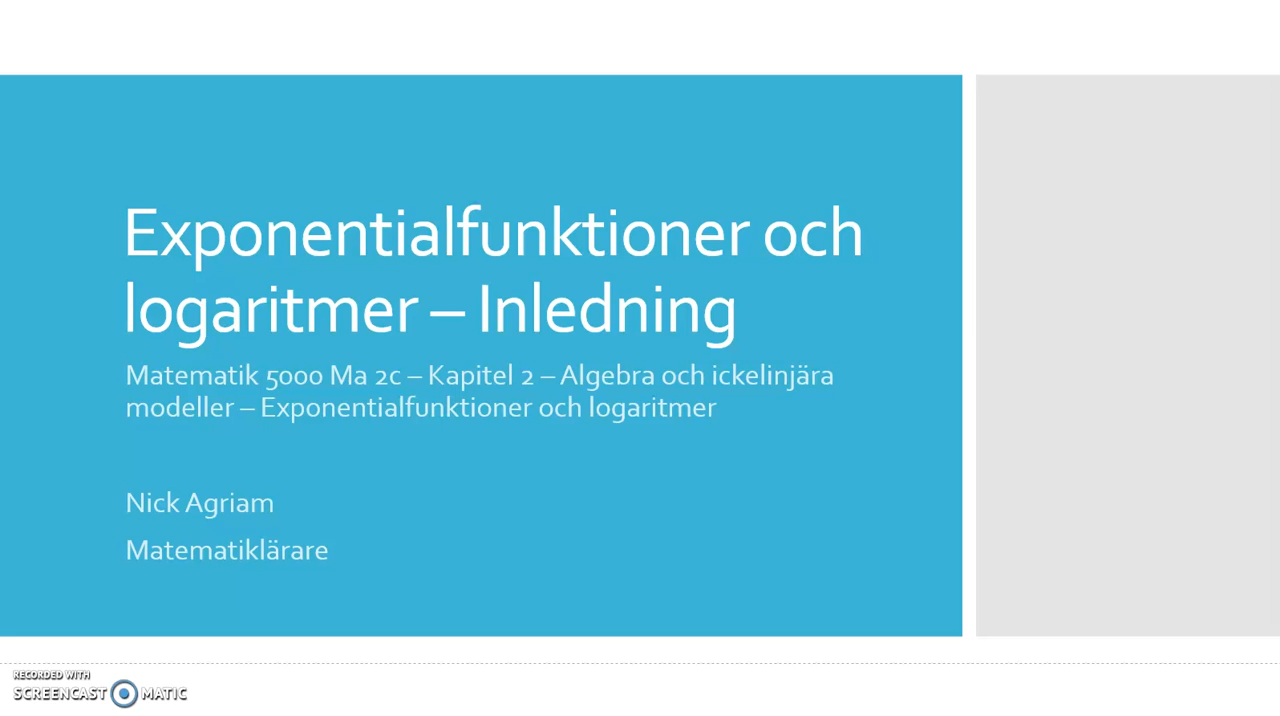 Exponentialfunktioner och
logaritmer – Inledning
Matematik 5000 Ma 2c – Kapitel 2 – Algebra och ickelinjära
modeller – Exponentialfunktioner och logaritmer
Nick Agriam
Matematiklärare
RECORDED WITH
SCREENCAST MATIC